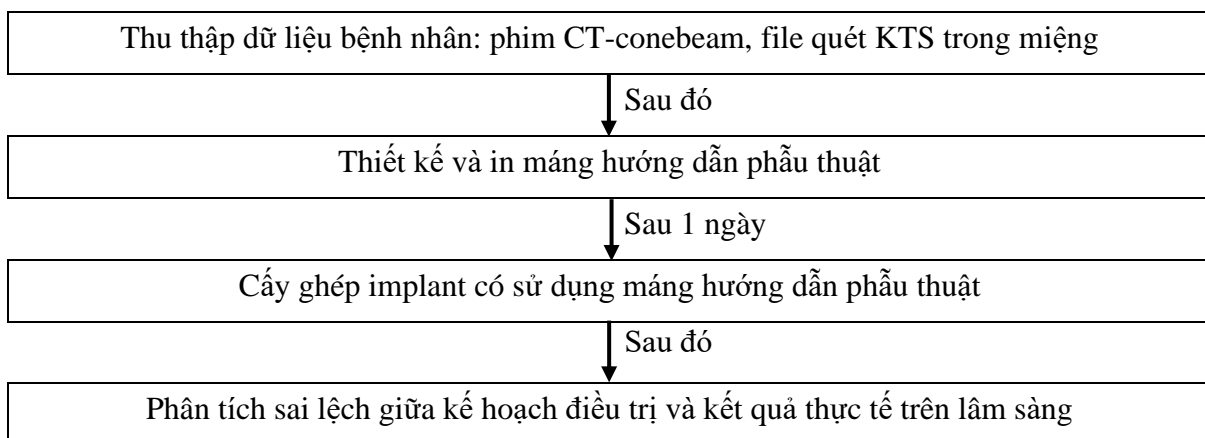 Thu thập dữ liệu bệnh nhân: phim CT-conebeam, file quét KTS trong miệng
Sau đó
Thiết kế và in máng hướng dẫn phẫu thuật
Sau 1 ngày
Cấy ghép implant có sử dụng máng hướng dẫn phẫu thuật
Sau đó
Phân tích sai lệch giữa kế hoạch điều trị và kết quả thực tế trên lâm sàng